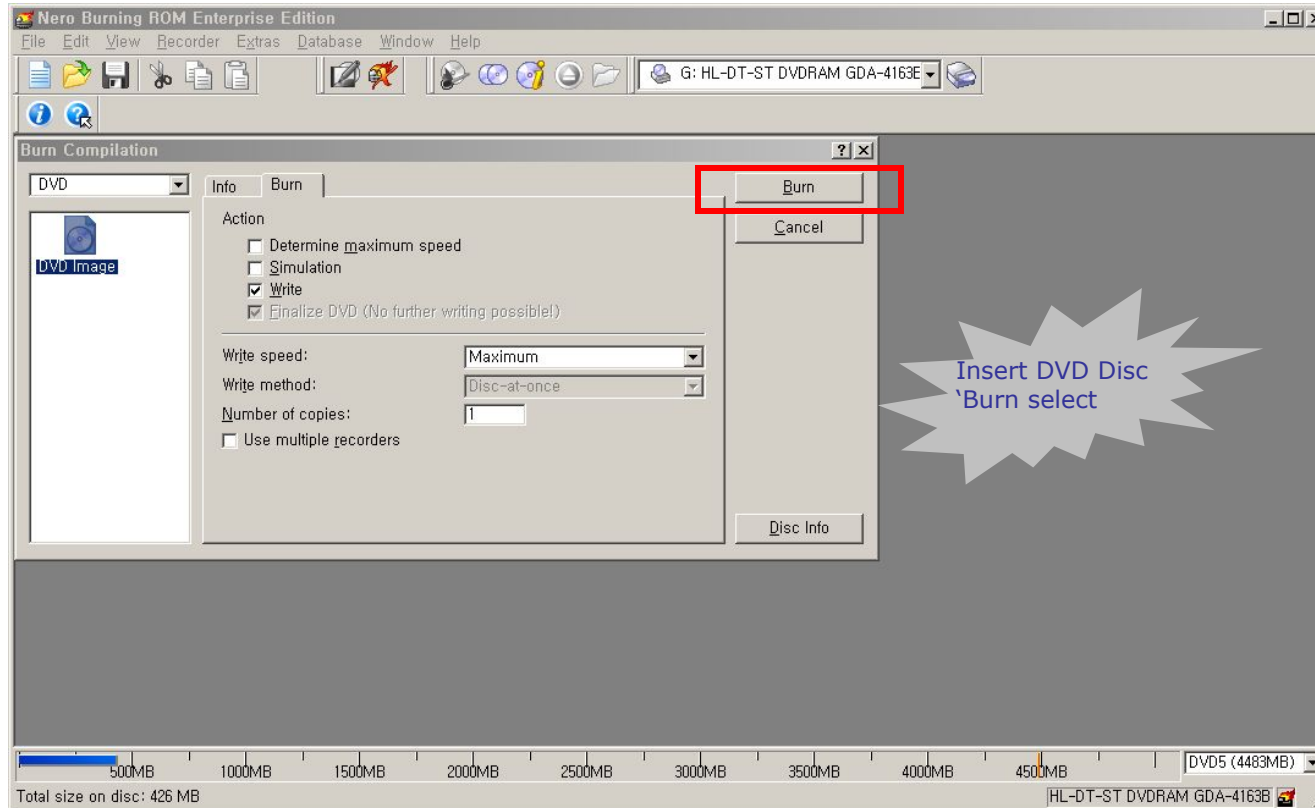 Nero Burning ROM Enterprise Edition
File Edit View Recorder Extras Database Window Help
G: HL-DT-ST DVDRAM GDA-4163B
Burn Compilation
DVD
Info Burn
Burn
Action
Cancel
Determine maximum speed
Simulation
DVD Image
Write
Finalize DVD (No further writing possible!)
Write speed: Maximum
Write method: Disc-at-once
Number of copies: 1
Use multiple recorders
Insert DVD Disc
‘Burn select
Disc Info
500MB 1000MB 1500MB 2000MB 2500MB 3000MB 3500MB 4000MB 4500MB DVD5 (4483MB)
Total size on disc: 426 MB HL-DT-ST DVDRAM GDA-4163B